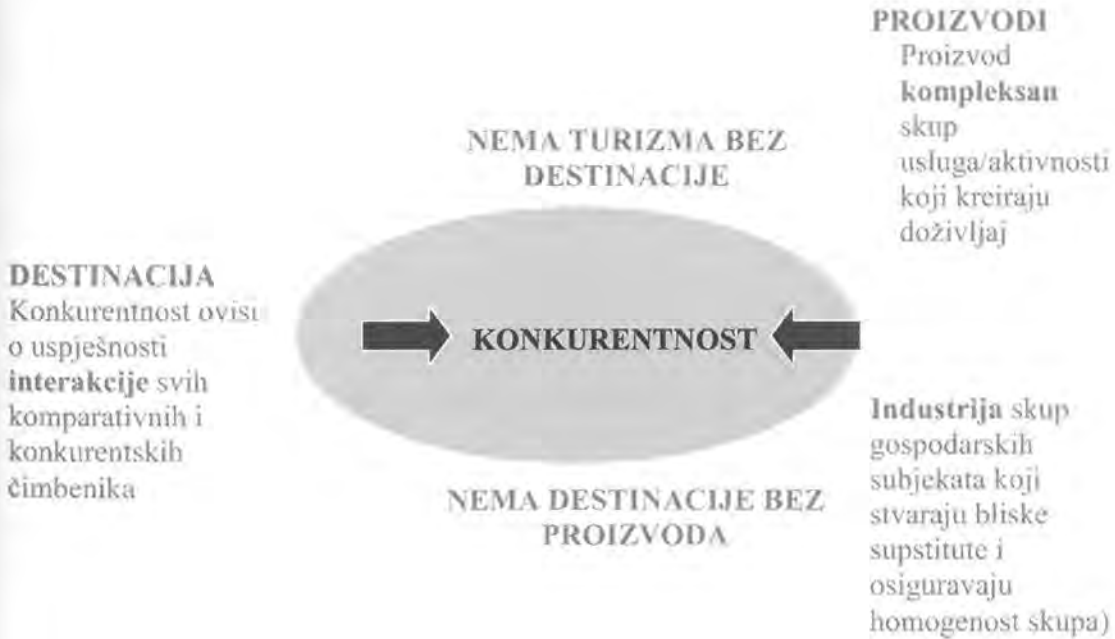 PROIZVODI
Proizvod
kompleksan
skup
usluga/aktivnosti
koji kreiraju
doživljaj
NEMA TURIZMA BEZ
DESTINACIJE
DESTINACIJA
Konkurentnost ovisi
o uspješnosti
interakcije svih
komparativnih i
konkurentskih
čimbenika
KONKURENTNOST
NEMA DESTINACIJE BEZ
PROIZVODA
Industrija skup
gospodarskih
subjekata koji
stvaraju bliske
supstitute i
osiguravaju
homogenost skupa)